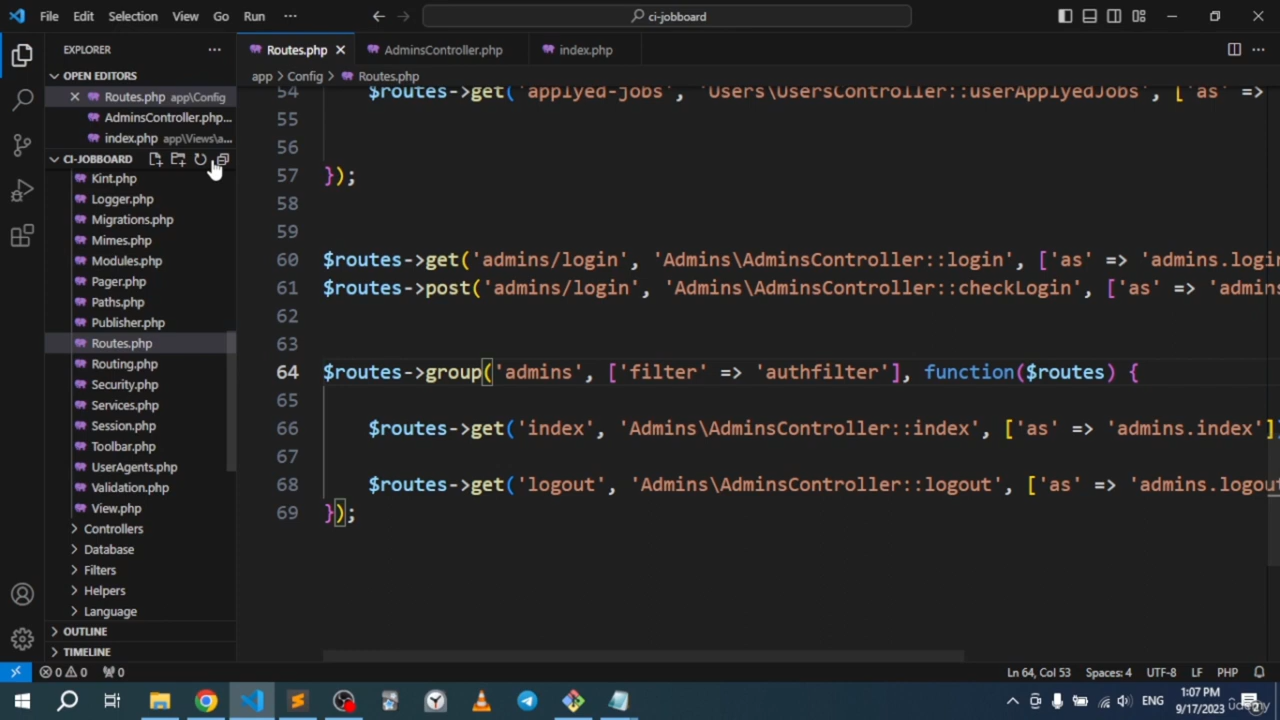 File Edit Selection View Go Run ···
ci-jobboard
EXPLORER ···
Routes.php
AdminsController.php
index.php
OPEN EDITORS
app > Config > Routes.php
Routes.php app\Config
AdminsController.php...
index.php app\Views\a...
CI-JOBBOARD
Kint.php
Logger.php
Migrations.php
Mimes.php
Modules.php
Pager.php
Paths.php
Publisher.php
Routes.php
Routing.php
Security.php
Services.php
Session.php
Toolbar.php
UserAgents.php
Validation.php
View.php
Controllers
Database
Filters
Helpers
Language
OUTLINE
TIMELINE
54 $routes->get('applyed-jobs', 'Users\UsersController::userApplyedJobs', ['as' =>
55
56
57 });
58
59
60 $routes->get('admins/login', 'Admins\AdminsController::login', ['as' => 'admins.login
61 $routes->post('admins/login', 'Admins\AdminsController::checkLogin', ['as' => 'admins
62
63
64 $routes->group('admins', ['filter' => 'authfilter'], function($routes) {
65
66 $routes->get('index', 'Admins\AdminsController::index', ['as' => 'admins.index'])
67
68 $routes->get('logout', 'Admins\AdminsController::logout', ['as' => 'admins.logout
69 });
0 0 0
Ln 64, Col 53 Spaces: 4 UTF-8 LF PHP
ENG
1:07 PM
9/17/2023
udemy